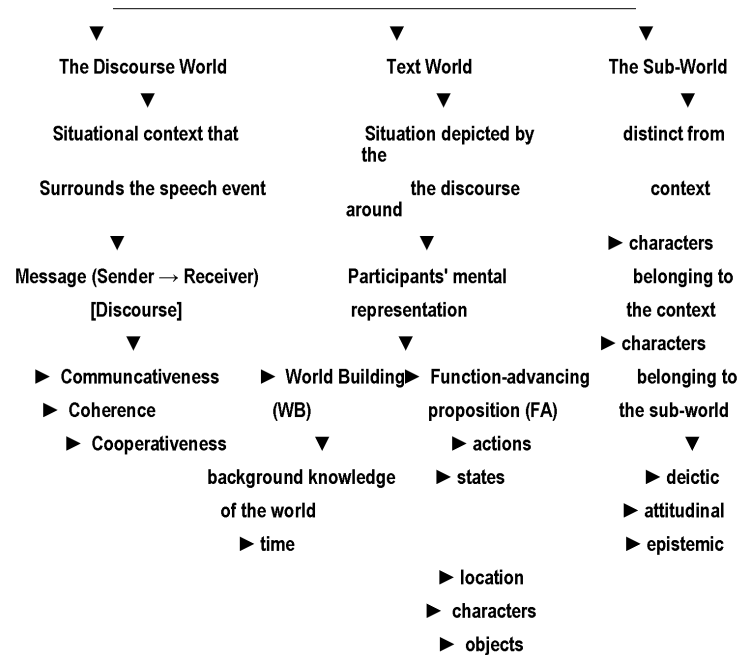 ▼ ▼ ▼
The Discourse World Text World The Sub-World
▼ ▼ ▼
Situational context that Situation depicted by distinct from
the
Surrounds the speech event the discourse context
around
▼ ▼ ► characters
Message (Sender → Receiver) Participants' mental belonging to
[Discourse] representation the context
▼ ▼ ► characters
► Communcativeness ► World Building ► Function-advancing belonging to
► Coherence (WB) proposition (FA) the sub-world
► Cooperativeness ▼ ► actions ▼
background knowledge ► states ► deictic
of the world ► attitudinal
► time ► epistemic
► location
► characters
► objects